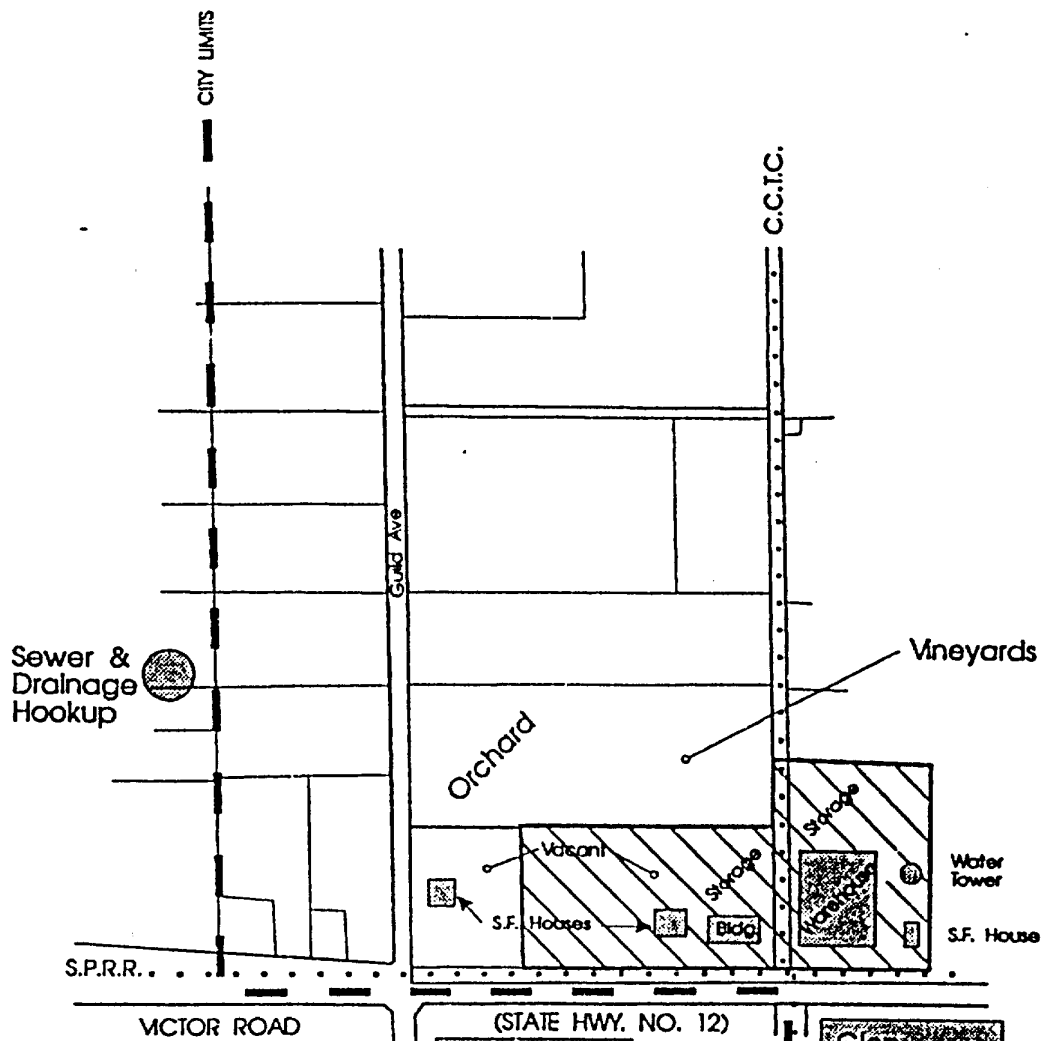 CITY LIMITS
C.C.T.C.
Guild Ave
Sewer &
Drainage
Hookup
Vineyards
Orchard
Storage
Vacant
Storage
Warehouse
Water
Tower
S.F. Houses
Bldg.
S.F. House
S.P.R.R.
VICTOR ROAD
(STATE HWY. NO. 12)